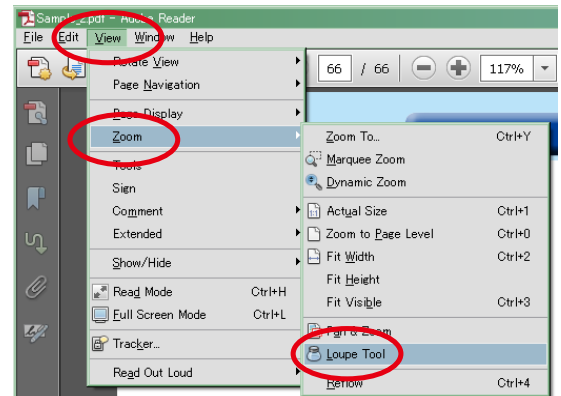 Sample_2.pdf - Adobe Reader
File Edit View Window Help
66 / 66 117%
Rotate View
Page Navigation
Page Display
Zoom
Tools
Sign
Comment
Extended
Show/Hide
Read Mode Ctrl+H
Full Screen Mode Ctrl+L
Tracker...
Read Out Loud
Zoom To... Ctrl+Y
Marquee Zoom
Dynamic Zoom
Actual Size Ctrl+1
Zoom to Page Level Ctrl+0
Fit Width Ctrl+2
Fit Height
Fit Visible Ctrl+3
Pan & Zoom
Loupe Tool
Reflow Ctrl+4